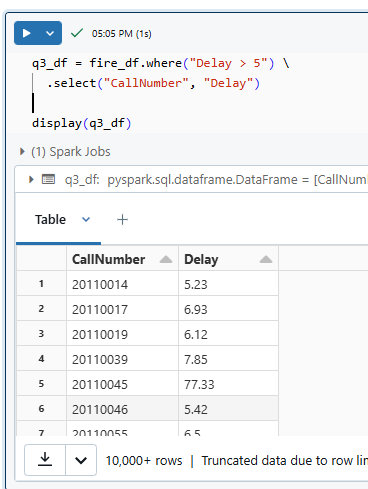 05:05 PM (1s)
q3_df = fire_df.where("Delay > 5") \
.select("CallNumber", "Delay")
display(q3_df)
(1) Spark Jobs
q3_df: pyspark.sql.dataframe.DataFrame = [CallNum
Table
CallNumber Delay
1 20110014 5.23
2 20110017 6.93
3 20110019 6.12
4 20110039 7.85
5 20110045 77.33
6 20110046 5.42
7 20110055 6.5
10,000+ rows | Truncated data due to row lim